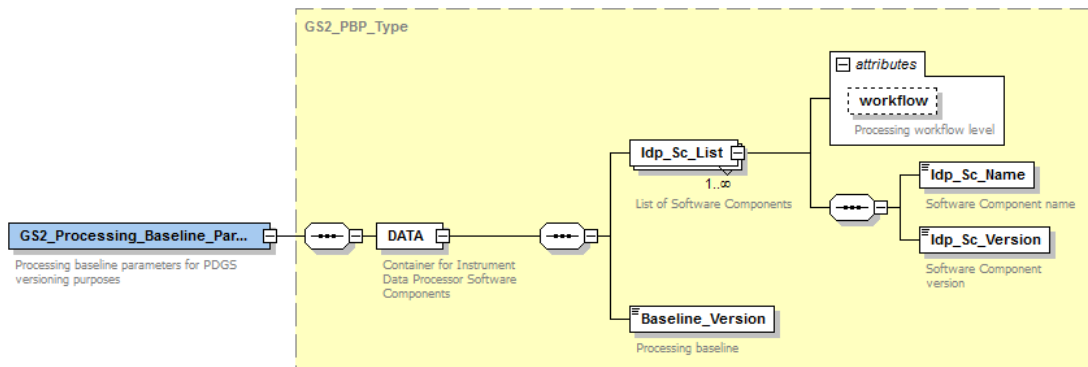 GS2_PBP_Type
attributes
workflow
Processing workflow level
Idp_Sc_List
1..∞
List of Software Components
Idp_Sc_Name
Software Component name
Idp_Sc_Version
Software Component
version
GS2_Processing_Baseline_Par...
Processing baseline parameters for PDGS
versioning purposes
DATA
Container for Instrument
Data Processor Software
Components
Baseline_Version
Processing baseline